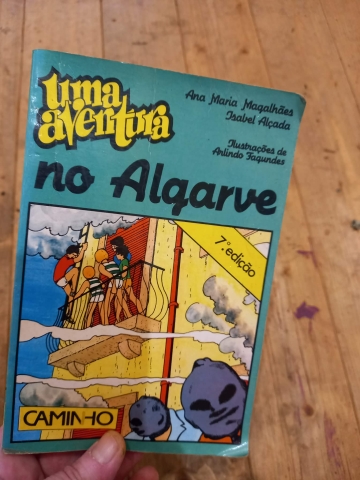 uma
aventura
Ana Maria Magalhães
Isabel Alçada
Ilustrações de
Arlindo Fagundes
no Algarve
7.ª edição
CAMINHO